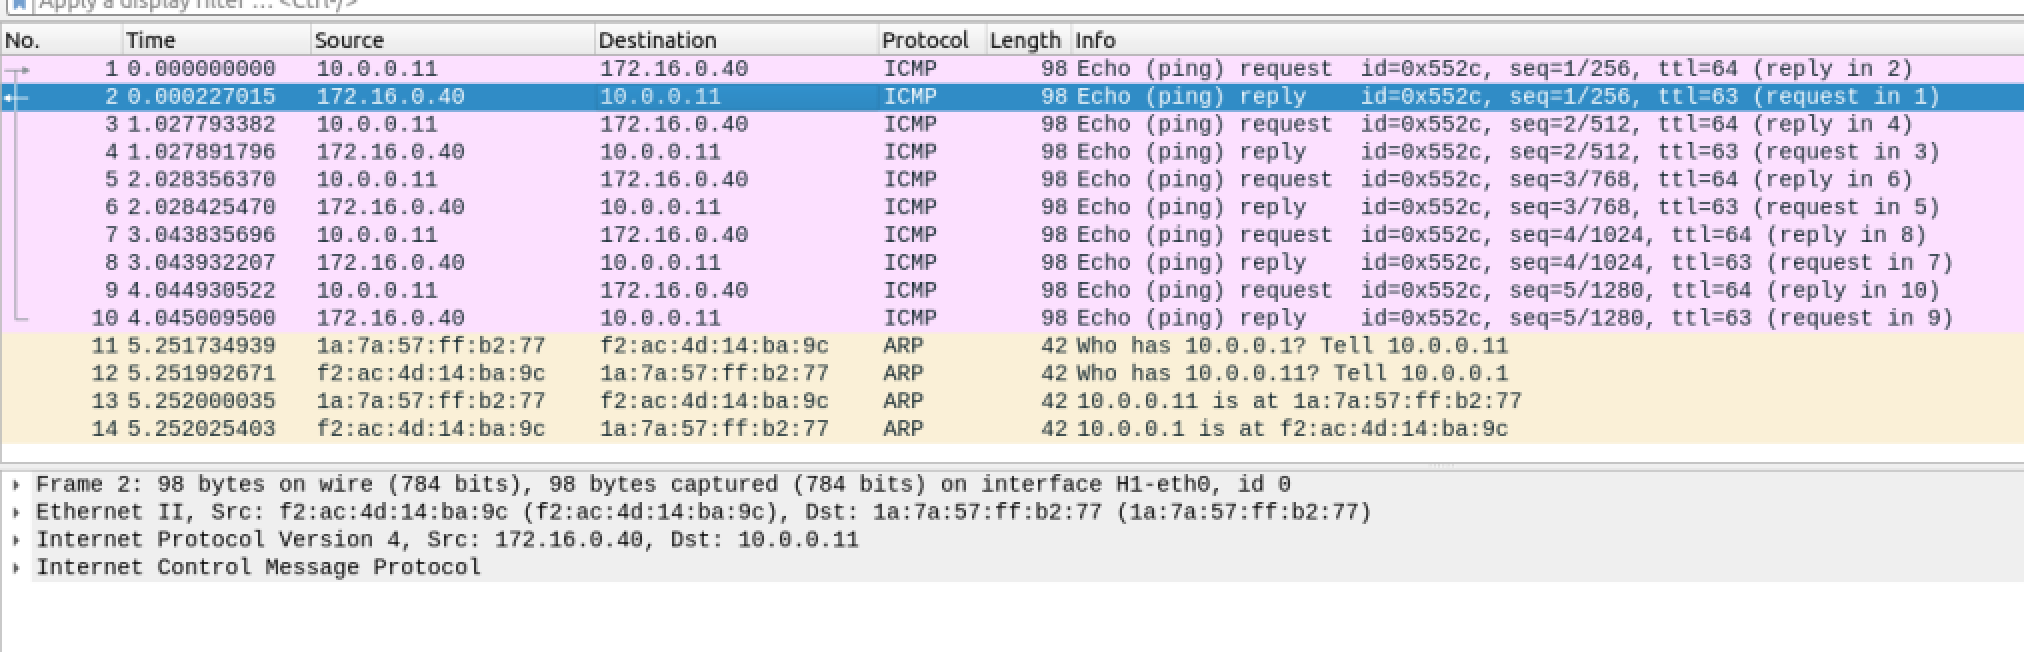 Apply a display filter ... <Ctrl-/>
No. Time Source Destination Protocol Length Info
1 0.000000000 10.0.0.11 172.16.0.40 ICMP 98 Echo (ping) request id=0x552c, seq=1/256, ttl=64 (reply in 2)
2 0.000227015 172.16.0.40 10.0.0.11 ICMP 98 Echo (ping) reply id=0x552c, seq=1/256, ttl=63 (request in 1)
3 1.027793382 10.0.0.11 172.16.0.40 ICMP 98 Echo (ping) request id=0x552c, seq=2/512, ttl=64 (reply in 4)
4 1.027891796 172.16.0.40 10.0.0.11 ICMP 98 Echo (ping) reply id=0x552c, seq=2/512, ttl=63 (request in 3)
5 2.028356370 10.0.0.11 172.16.0.40 ICMP 98 Echo (ping) request id=0x552c, seq=3/768, ttl=64 (reply in 6)
6 2.028425470 172.16.0.40 10.0.0.11 ICMP 98 Echo (ping) reply id=0x552c, seq=3/768, ttl=63 (request in 5)
7 3.043835696 10.0.0.11 172.16.0.40 ICMP 98 Echo (ping) request id=0x552c, seq=4/1024, ttl=64 (reply in 8)
8 3.043932207 172.16.0.40 10.0.0.11 ICMP 98 Echo (ping) reply id=0x552c, seq=4/1024, ttl=63 (request in 7)
9 4.044930522 10.0.0.11 172.16.0.40 ICMP 98 Echo (ping) request id=0x552c, seq=5/1280, ttl=64 (reply in 10)
10 4.045009500 172.16.0.40 10.0.0.11 ICMP 98 Echo (ping) reply id=0x552c, seq=5/1280, ttl=63 (request in 9)
11 5.251734939 1a:7a:57:ff:b2:77 f2:ac:4d:14:ba:9c ARP 42 Who has 10.0.0.1? Tell 10.0.0.11
12 5.251992671 f2:ac:4d:14:ba:9c 1a:7a:57:ff:b2:77 ARP 42 Who has 10.0.0.11? Tell 10.0.0.1
13 5.252000035 1a:7a:57:ff:b2:77 f2:ac:4d:14:ba:9c ARP 42 10.0.0.11 is at 1a:7a:57:ff:b2:77
14 5.252025403 f2:ac:4d:14:ba:9c 1a:7a:57:ff:b2:77 ARP 42 10.0.0.1 is at f2:ac:4d:14:ba:9c
Frame 2: 98 bytes on wire (784 bits), 98 bytes captured (784 bits) on interface H1-eth0, id 0
Ethernet II, Src: f2:ac:4d:14:ba:9c (f2:ac:4d:14:ba:9c), Dst: 1a:7a:57:ff:b2:77 (1a:7a:57:ff:b2:77)
Internet Protocol Version 4, Src: 172.16.0.40, Dst: 10.0.0.11
Internet Control Message Protocol